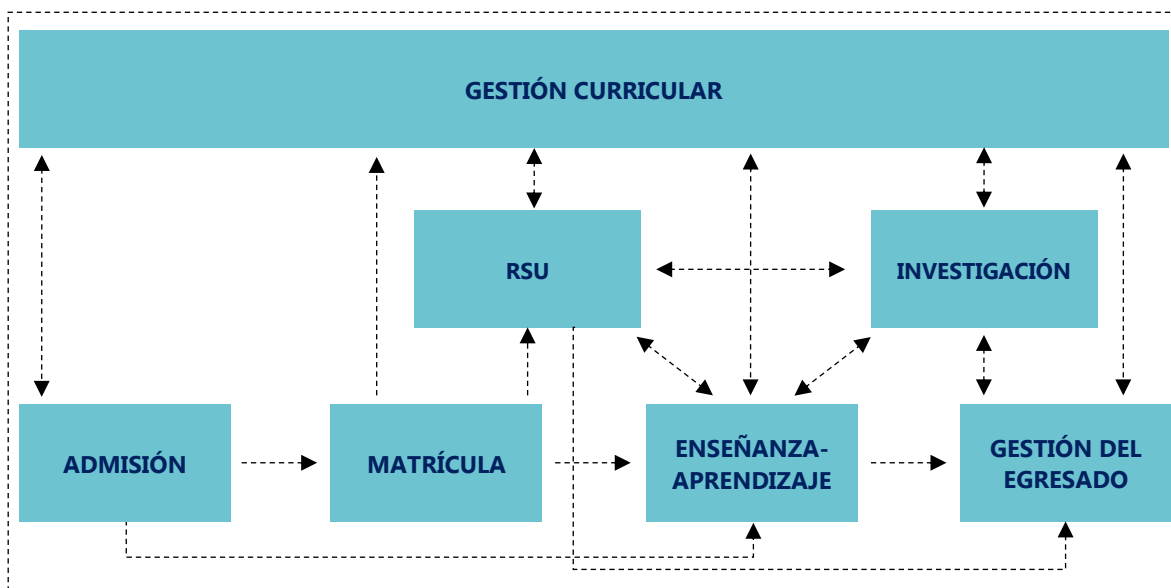 GESTIÓN CURRICULAR
RSU
INVESTIGACIÓN
ADMISIÓN
MATRÍCULA
ENSEÑANZA-
APRENDIZAJE
GESTIÓN DEL
EGRESADO